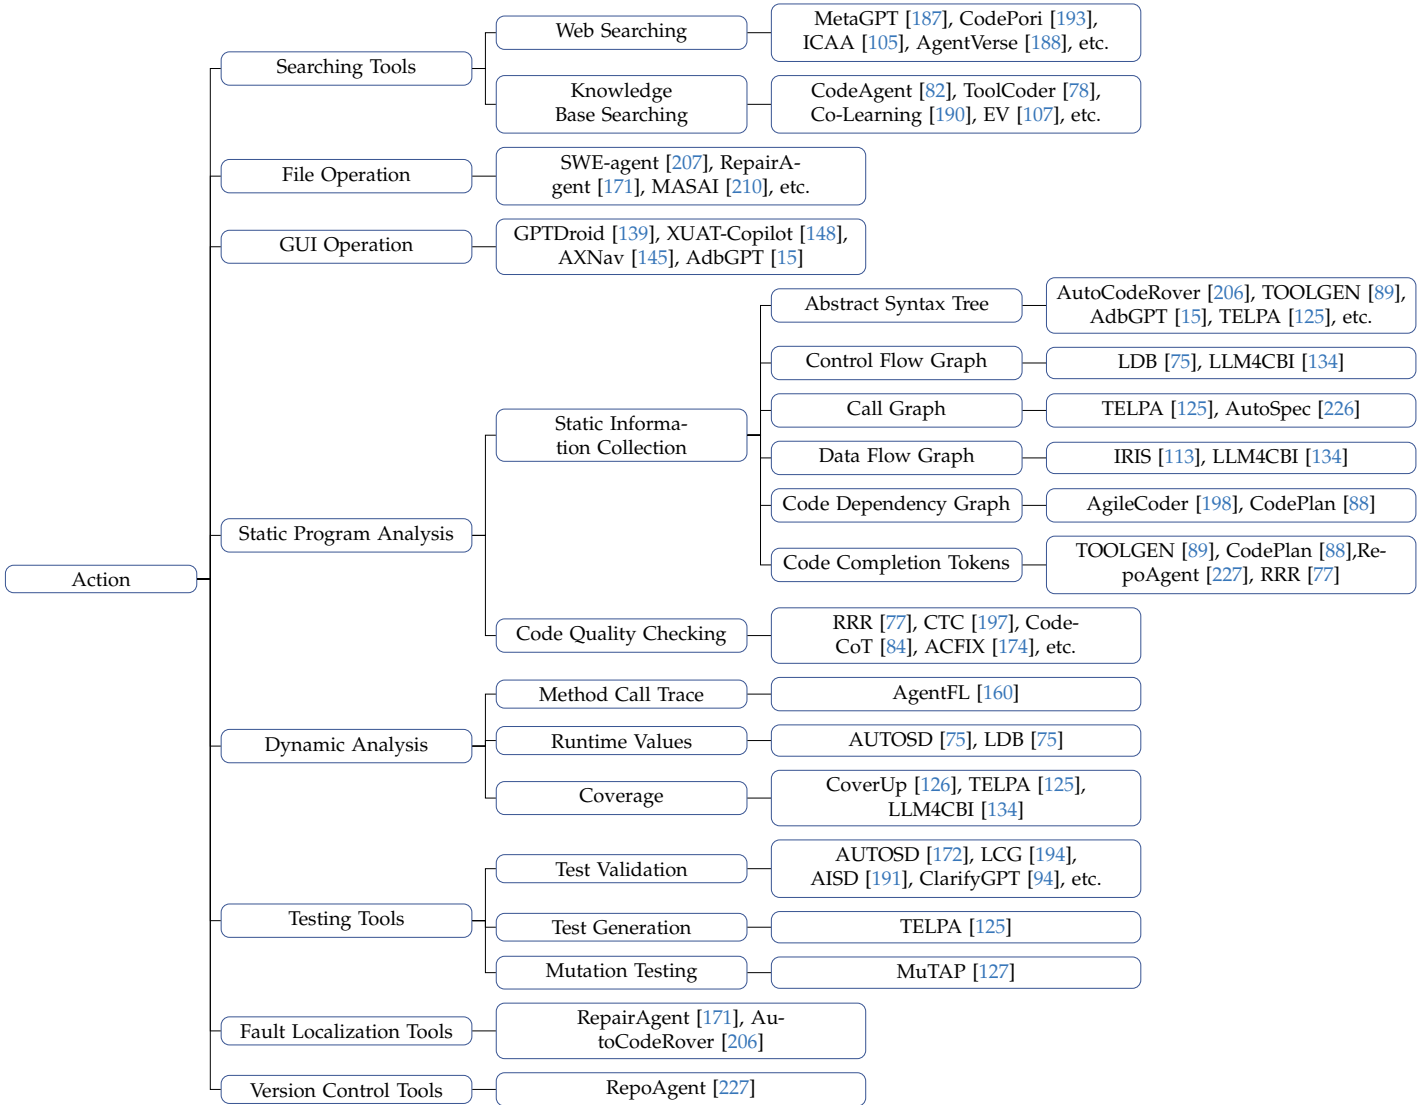 Action
Searching Tools
Web Searching
MetaGPT [187], CodePori [193],
ICAA [105], AgentVerse [188], etc.
Knowledge
Base Searching
CodeAgent [82], ToolCoder [78],
Co-Learning [190], EV [107], etc.
File Operation
SWE-agent [207], RepairA-
gent [171], MASAI [210], etc.
GUI Operation
GPTDroid [139], XUAT-Copilot [148],
AXNav [145], AdbGPT [15]
Static Program Analysis
Static Informa-
tion Collection
Abstract Syntax Tree
AutoCodeRover [206], TOOLGEN [89],
AdbGPT [15], TELPA [125], etc.
Control Flow Graph
LDB [75], LLM4CBI [134]
Call Graph
TELPA [125], AutoSpec [226]
Data Flow Graph
IRIS [113], LLM4CBI [134]
Code Dependency Graph
AgileCoder [198], CodePlan [88]
Code Completion Tokens
TOOLGEN [89], CodePlan [88],Re-
poAgent [227], RRR [77]
Code Quality Checking
RRR [77], CTC [197], Code-
CoT [84], ACFIX [174], etc.
Dynamic Analysis
Method Call Trace
AgentFL [160]
Runtime Values
AUTOSD [75], LDB [75]
Coverage
CoverUp [126], TELPA [125],
LLM4CBI [134]
Testing Tools
Test Validation
AUTOSD [172], LCG [194],
AISD [191], ClarifyGPT [94], etc.
Test Generation
TELPA [125]
Mutation Testing
MuTAP [127]
Fault Localization Tools
RepairAgent [171], Au-
toCodeRover [206]
Version Control Tools
RepoAgent [227]